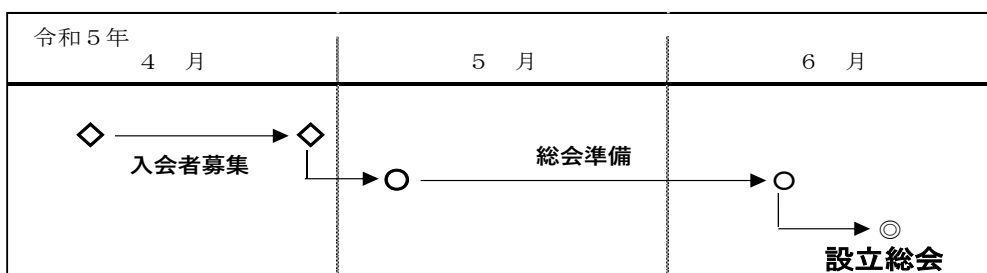 令和５年
４　月
５　月
６　月
入会者募集
総会準備
設立総会